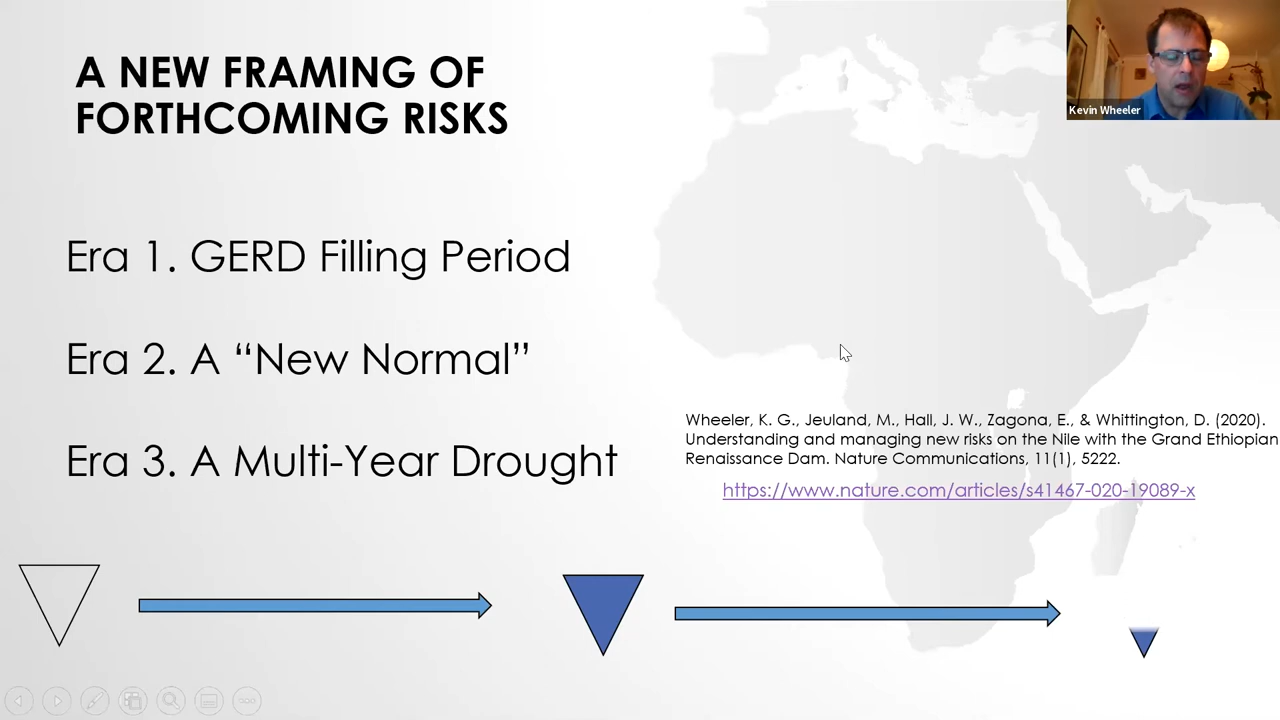 A NEW FRAMING OF
FORTHCOMING RISKS
Kevin Wheeler
Era 1. GERD Filling Period
Era 2. A “New Normal”
Era 3. A Multi-Year Drought
Wheeler, K. G., Jeuland, M., Hall, J. W., Zagona, E., & Whittington, D. (2020).
Understanding and managing new risks on the Nile with the Grand Ethiopian
Renaissance Dam. Nature Communications, 11(1), 5222.
https://www.nature.com/articles/s41467-020-19089-x